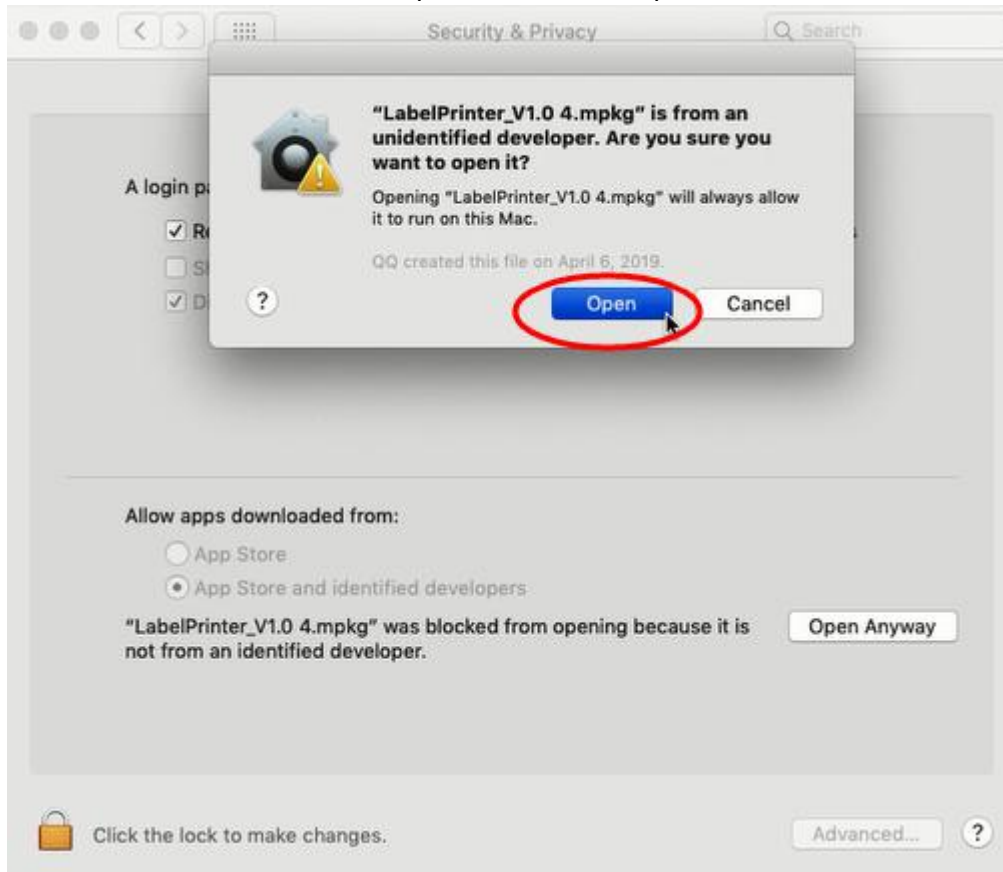 Security & Privacy
Search
"LabelPrinter_V1.0 4.mpkg" is from an
unidentified developer. Are you sure you
want to open it?
Opening "LabelPrinter_V1.0 4.mpkg" will always allow
it to run on this Mac.
QQ created this file on April 6, 2019.
? Open Cancel
A login pa
Re
Sh
Di
Allow apps downloaded from:
App Store
App Store and identified developers
"LabelPrinter_V1.0 4.mpkg" was blocked from opening because it is
not from an identified developer.
Open Anyway
Click the lock to make changes.
Advanced... ?